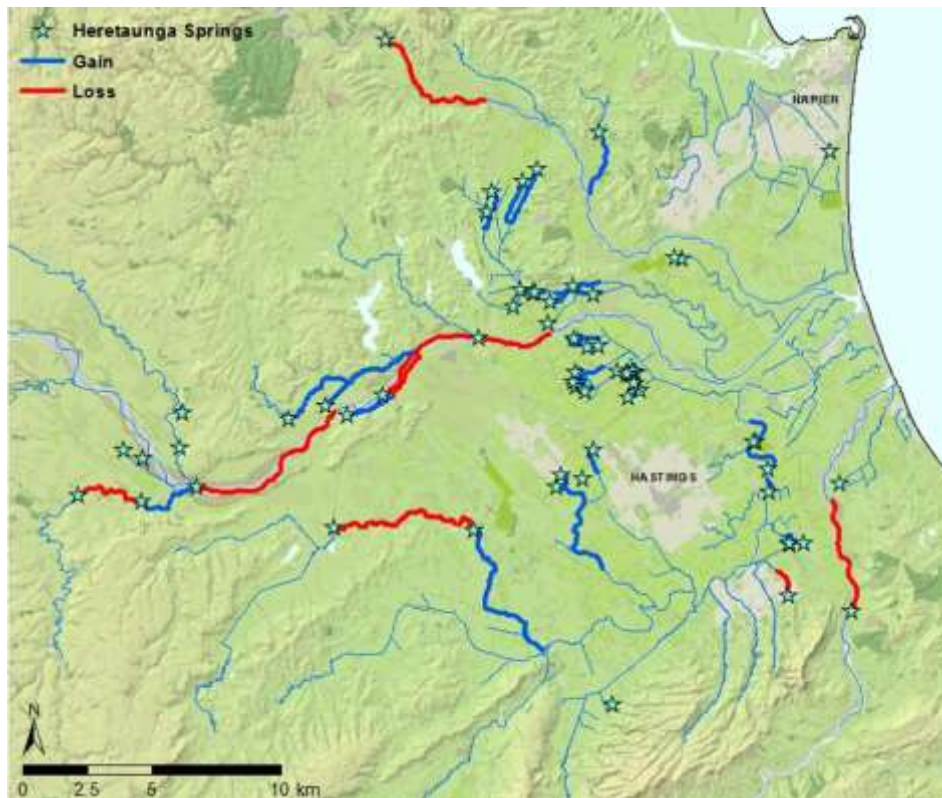 Heretaunga Springs
Gain
Loss
NAPIER
HASTINGS
N
0 2.5 5 10 km